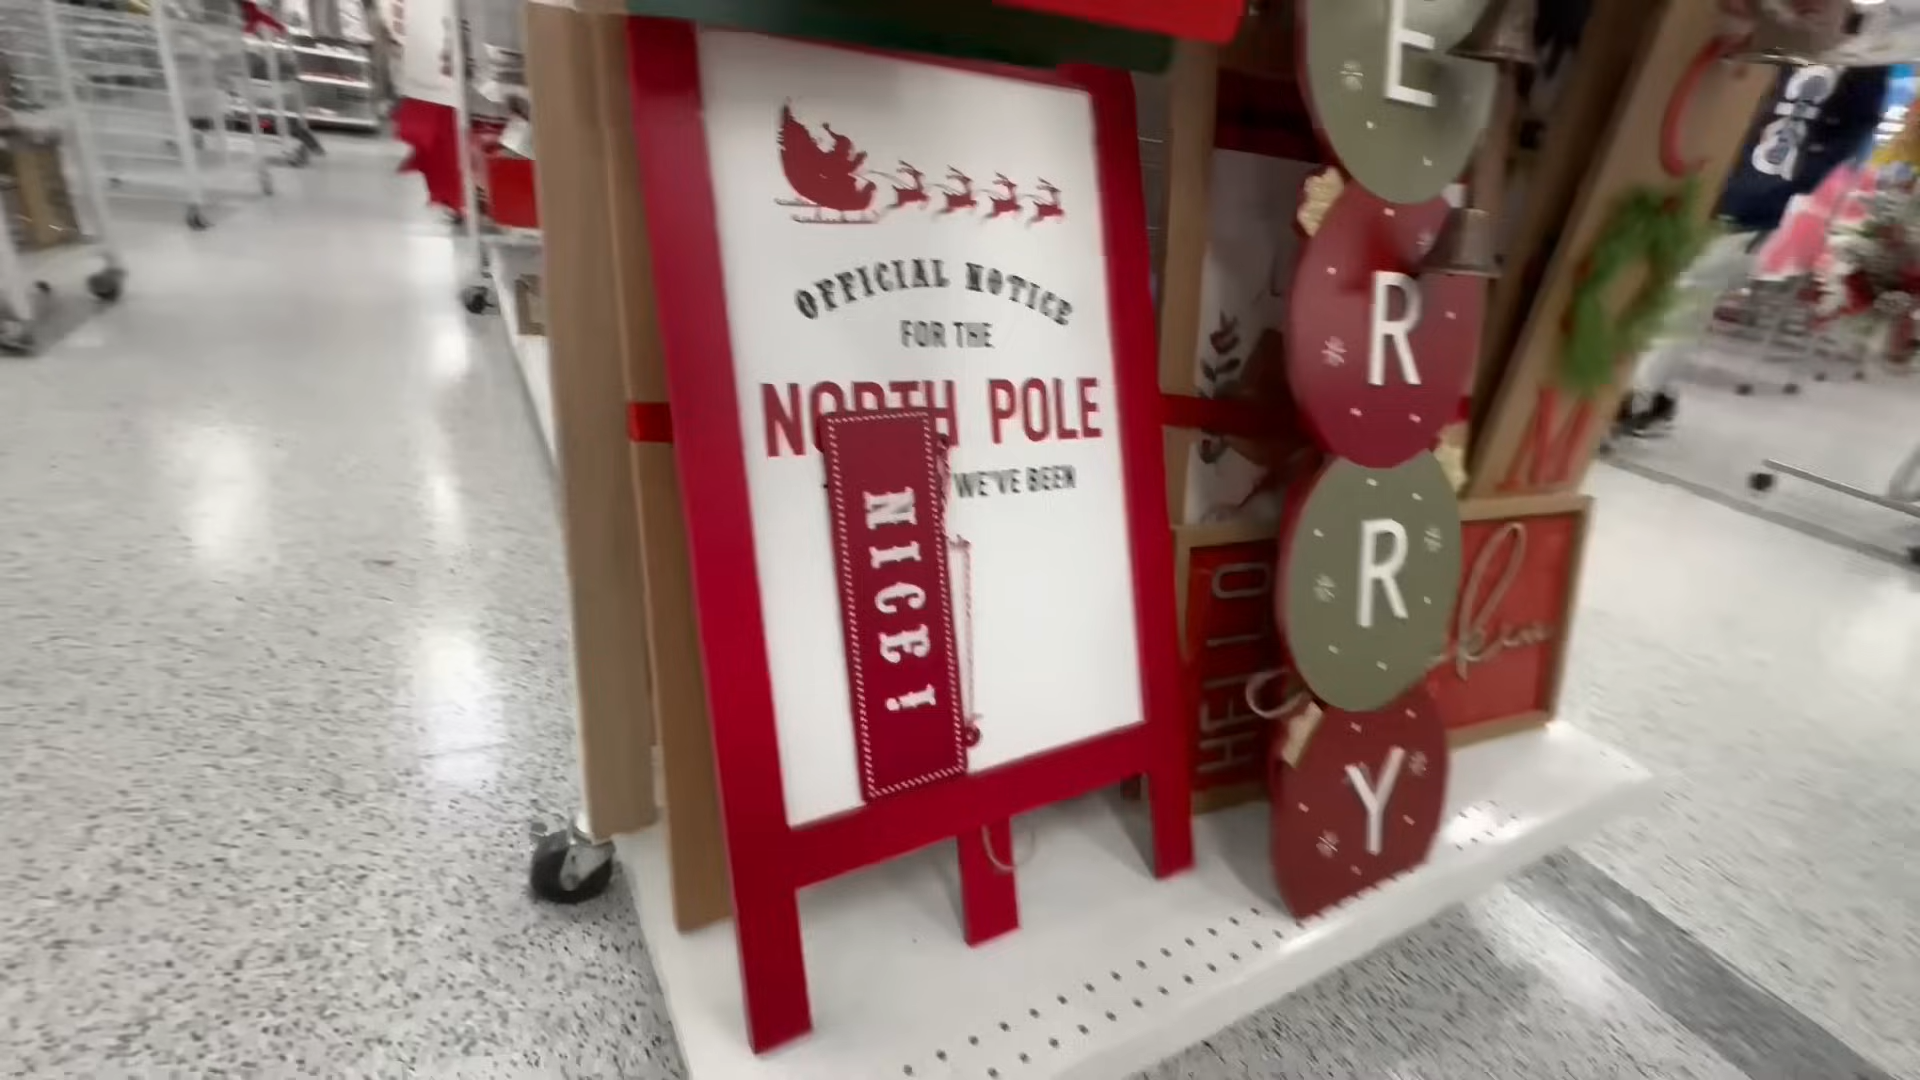 OFFICIAL NOTICE
FOR THE
NORTH POLE
WE'VE BEEN
NICE!
E
R
R
Y
HELLO
C
M